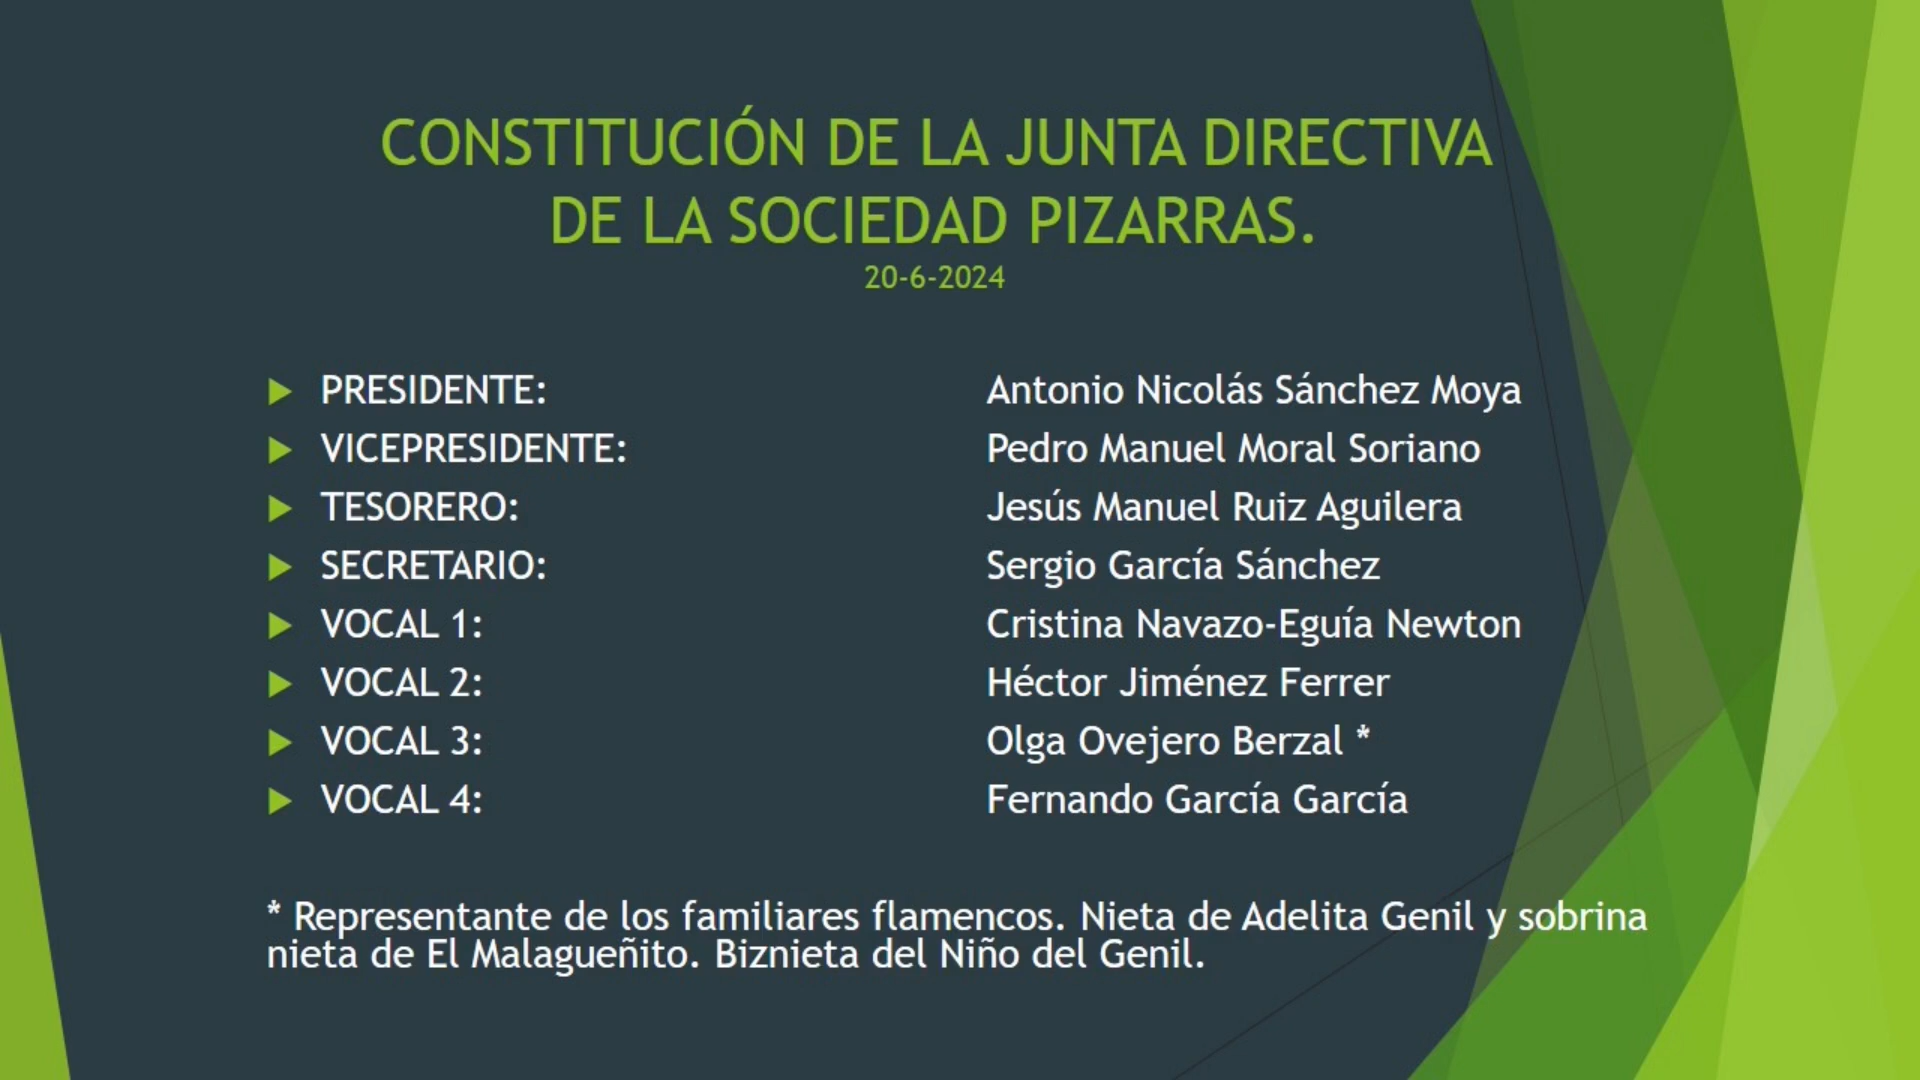 CONSTITUCIÓN DE LA JUNTA DIRECTIVA
DE LA SOCIEDAD PIZARRAS.
20-6-2024
PRESIDENTE: Antonio Nicolás Sánchez Moya
VICEPRESIDENTE: Pedro Manuel Moral Soriano
TESORERO: Jesús Manuel Ruiz Aguilera
SECRETARIO: Sergio García Sánchez
VOCAL 1: Cristina Navazo-Eguía Newton
VOCAL 2: Héctor Jiménez Ferrer
VOCAL 3: Olga Ovejero Berzal *
VOCAL 4: Fernando García García
* Representante de los familiares flamencos. Nieta de Adelita Genil y sobrina
nieta de El Malagueñito. Biznieta del Niño del Genil.